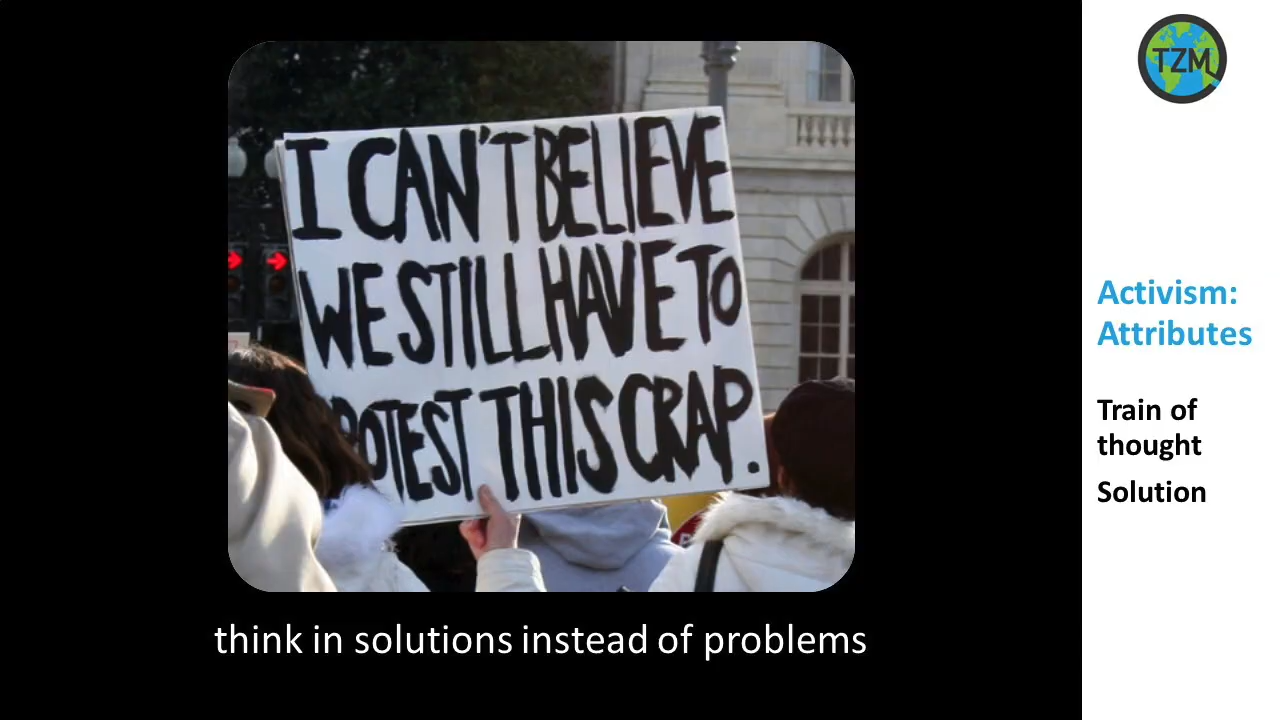 I CAN'T BELIEVE
WE STILL HAVE TO
PROTEST THIS CRAP.
think in solutions instead of problems
TZM
Activism:
Attributes
Train of
thought
Solution